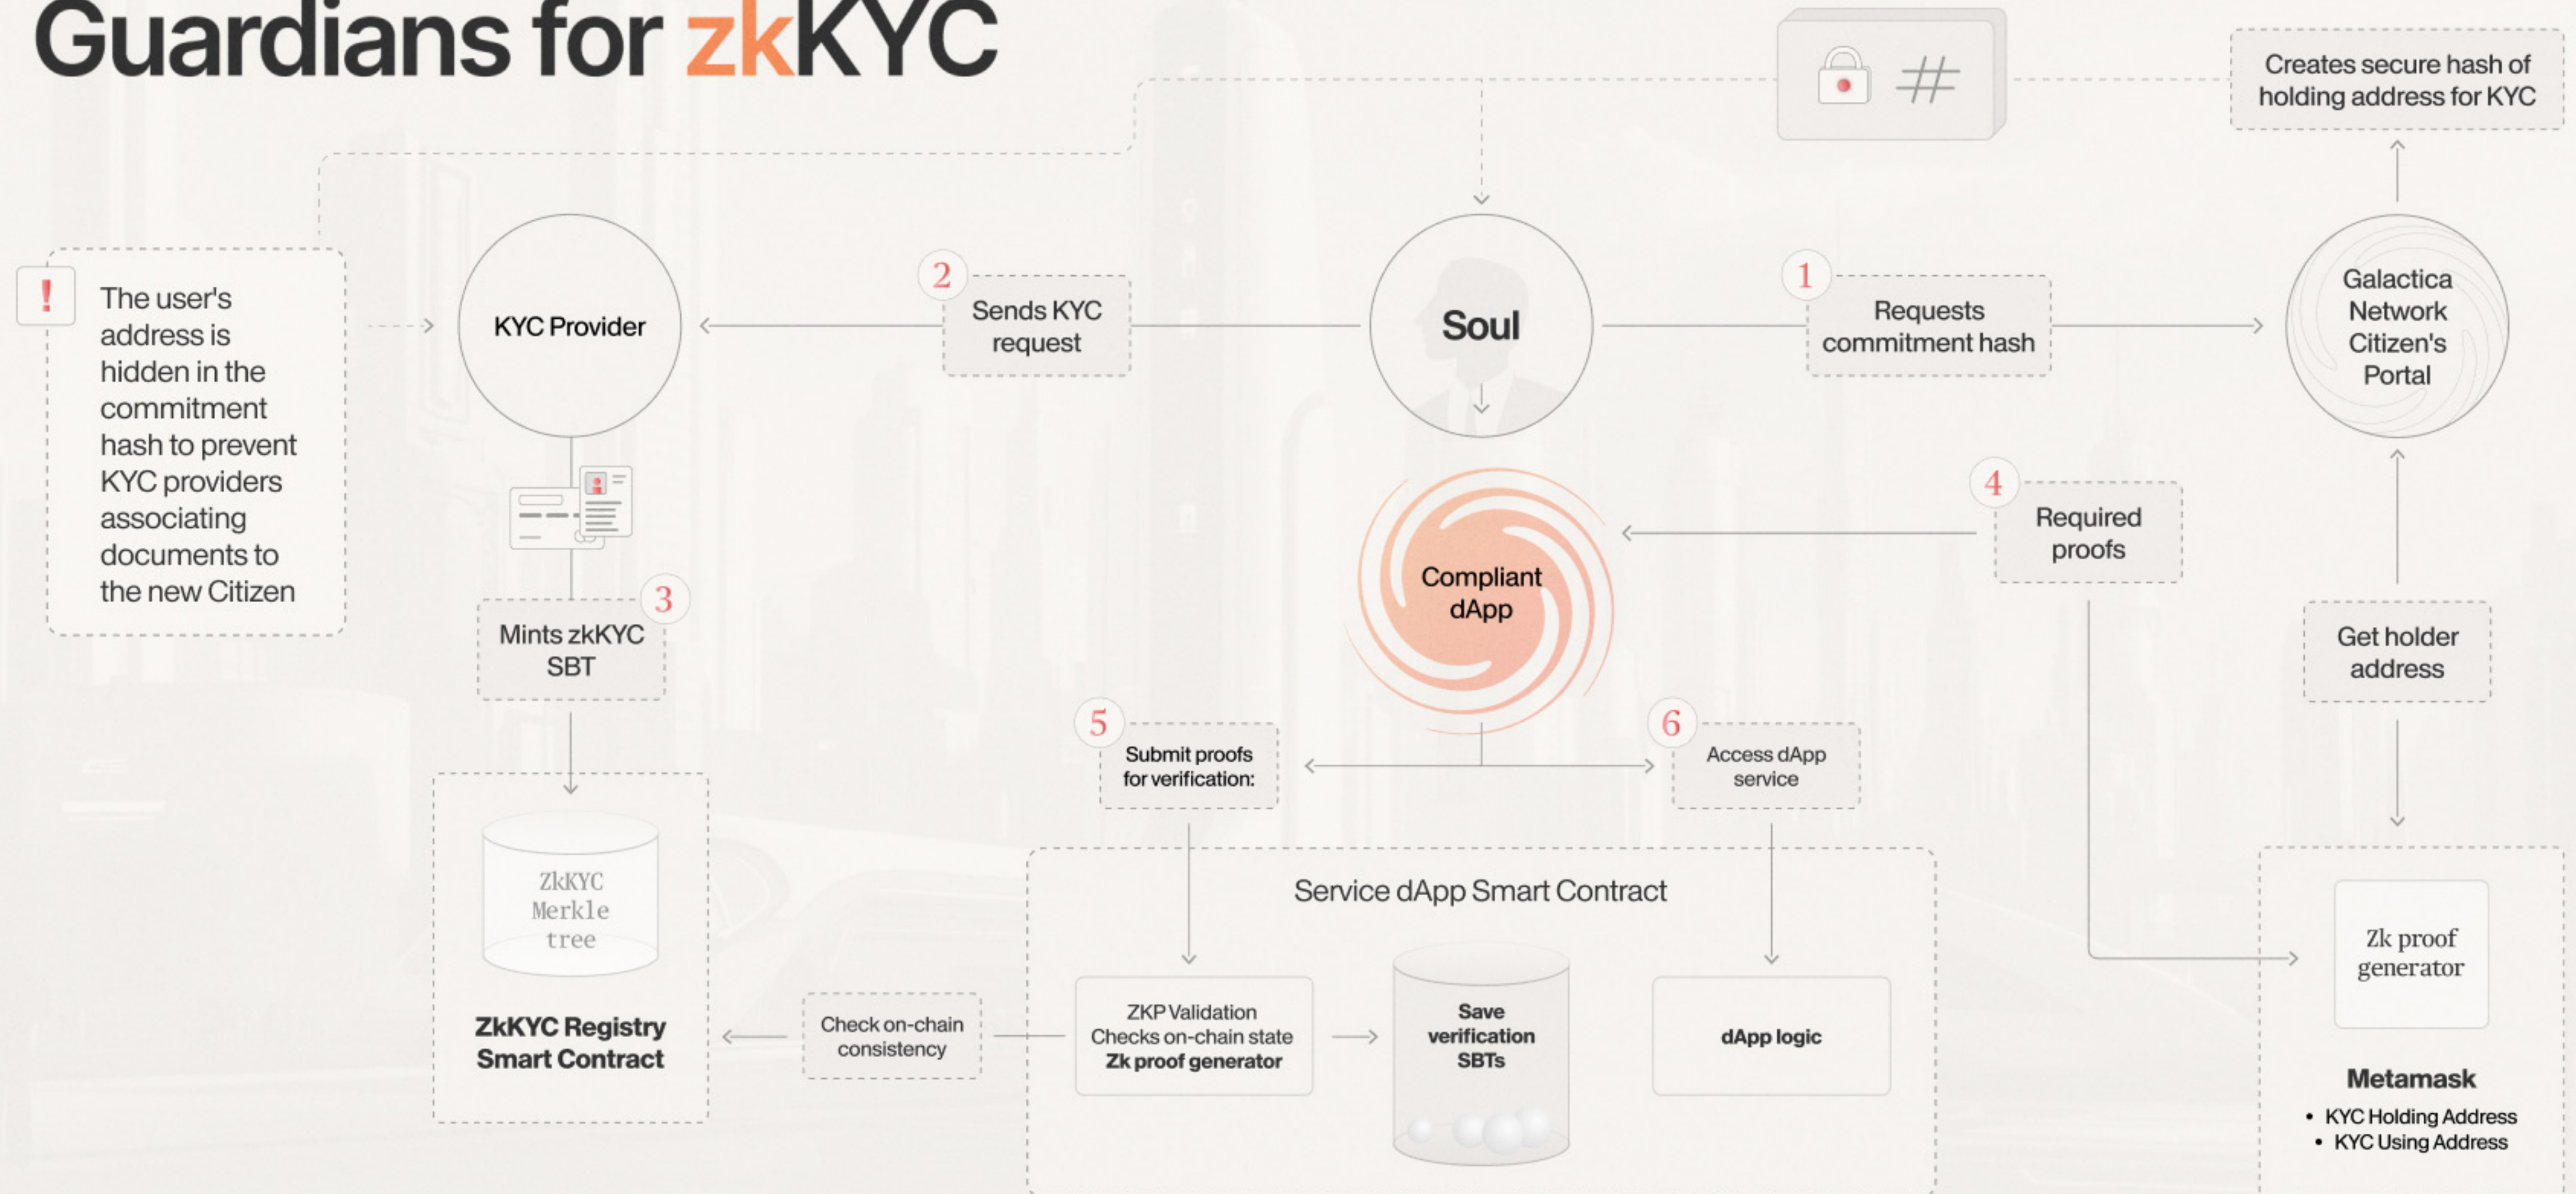 Guardians for zkKYC
#
Creates secure hash of
holding address for KYC
!
The user's
address is
hidden in the
commitment
hash to prevent
KYC providers
associating
documents to
the new Citizen
KYC Provider
2
Sends KYC
request
Soul
1
Requests
commitment hash
Galactica
Network
Citizen's
Portal
3
Mints zkKYC
SBT
Compliant
dApp
4
Required
proofs
Get holder
address
5
Submit proofs
for verification:
6
Access dApp
service
ZkKYC
Merkle
tree
ZkKYC Registry
Smart Contract
Check on-chain
consistency
Service dApp Smart Contract
ZKP Validation
Checks on-chain state
Zk proof generator
Save
verification
SBTs
dApp logic
Zk proof
generator
Metamask
• KYC Holding Address
• KYC Using Address